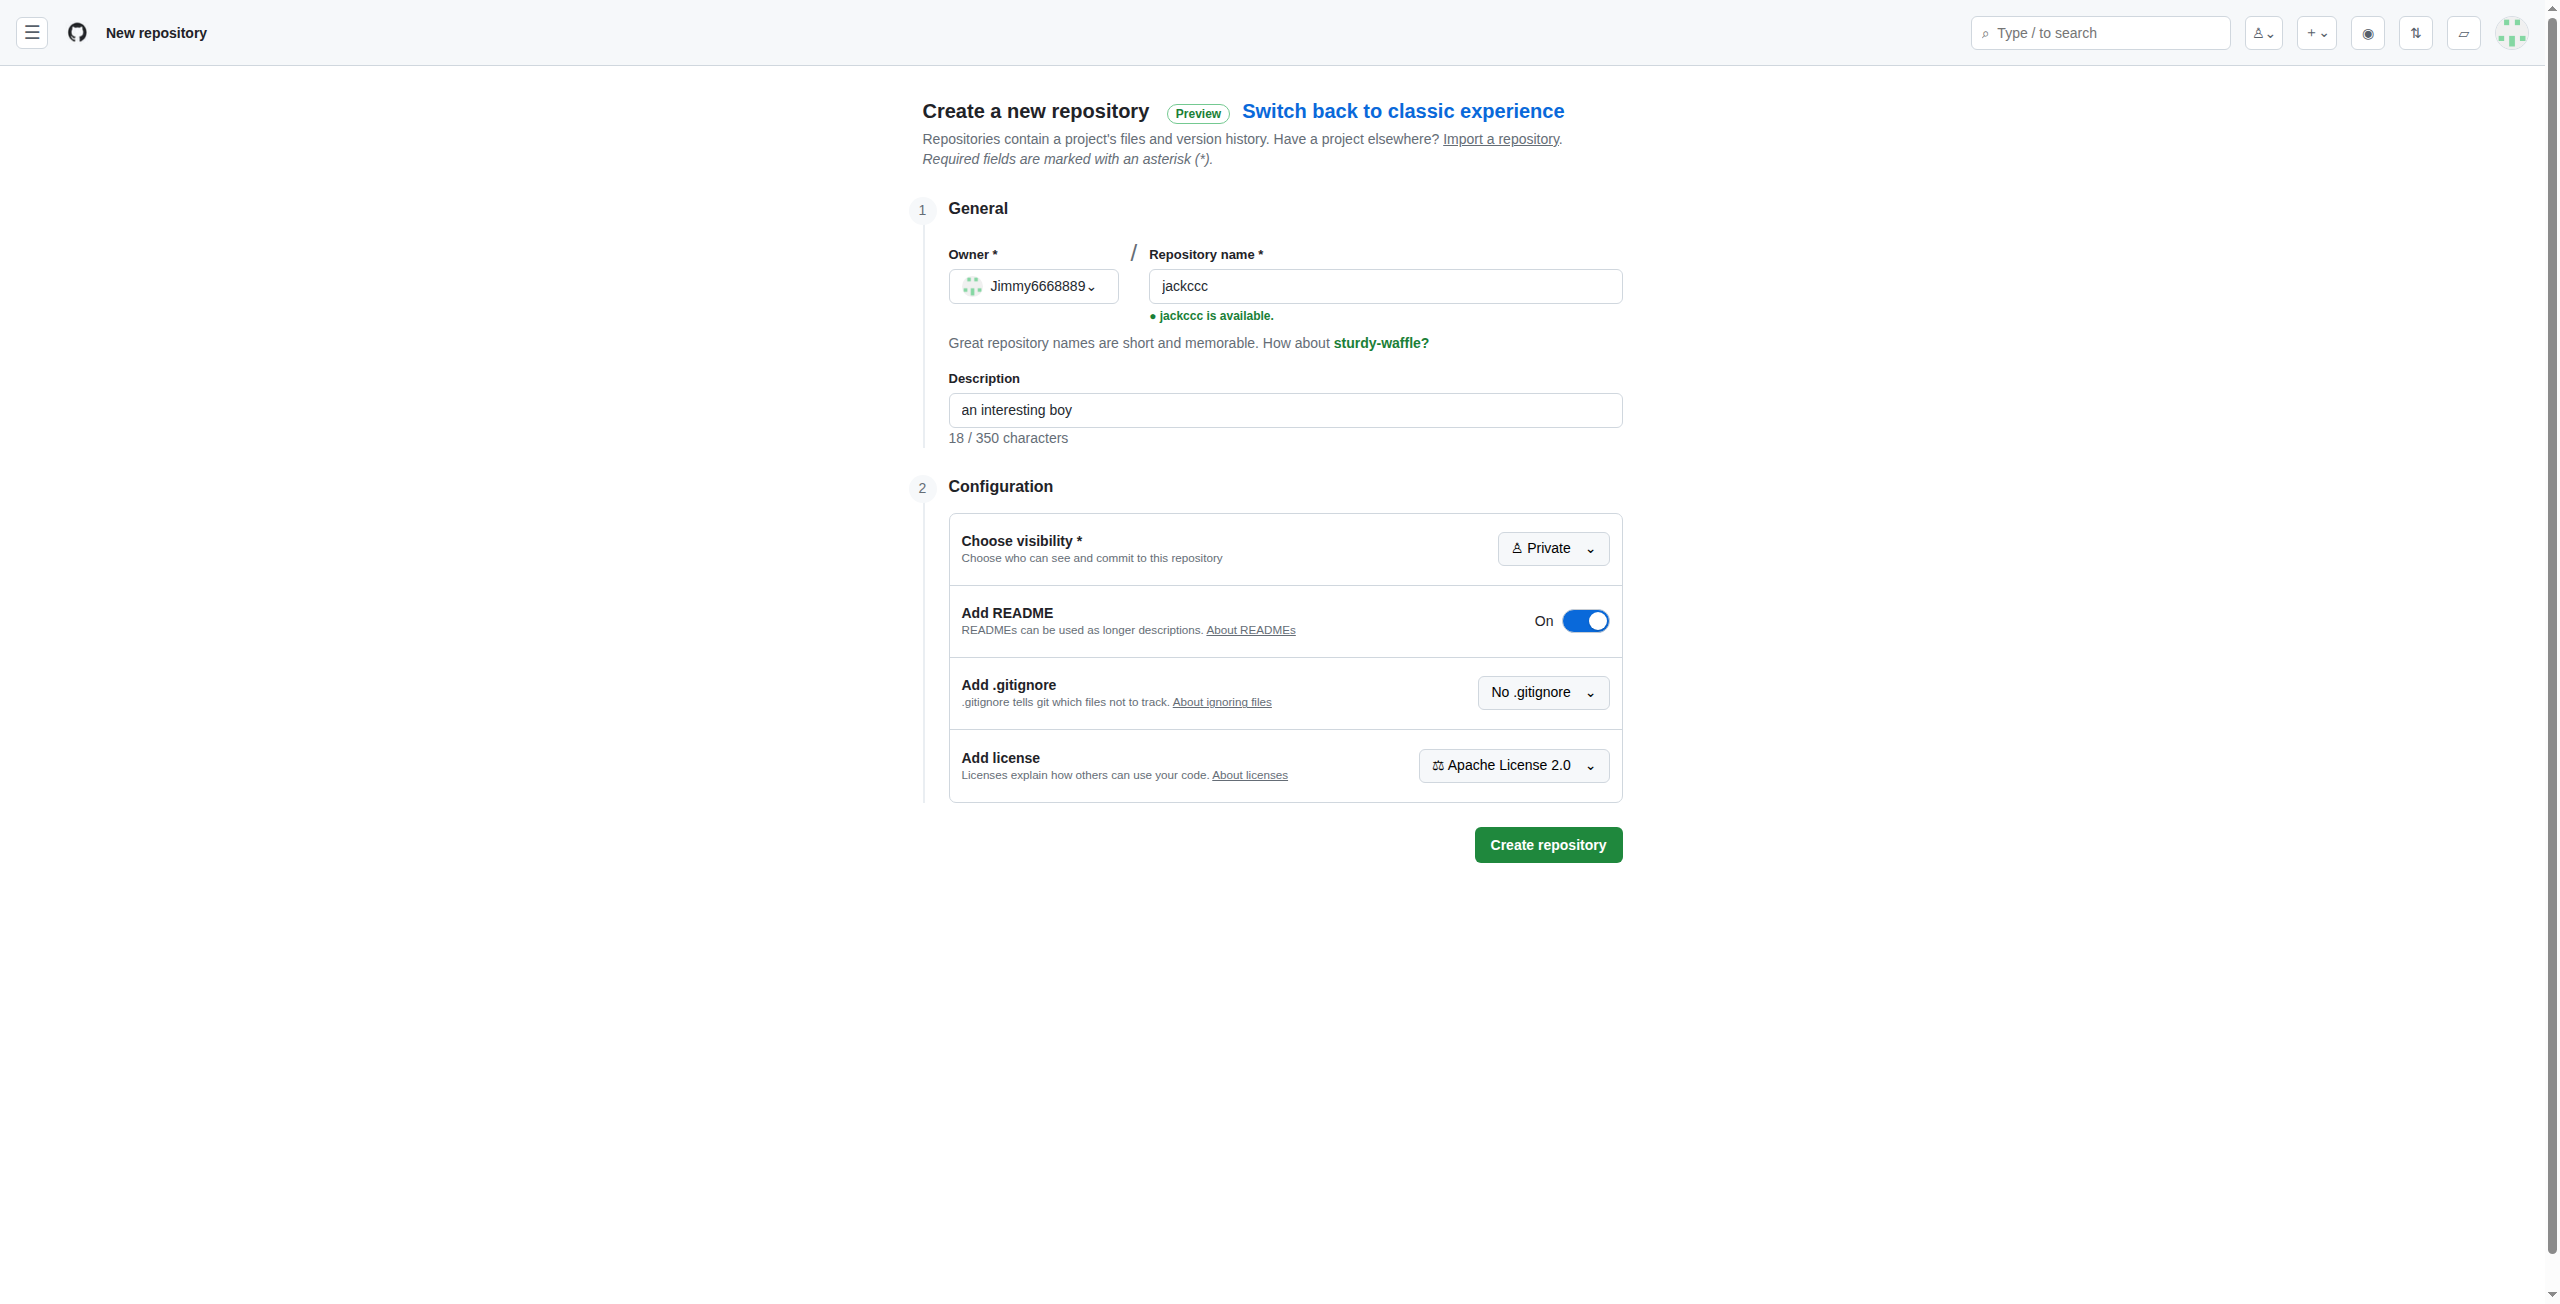 New repository
Type / to search
Create a new repository Preview Switch back to classic experience
Repositories contain a project's files and version history. Have a project elsewhere? Import a repository.
Required fields are marked with an asterisk (*).
1 General
Owner * / Repository name *
Jimmy6668889 jackccc
● jackccc is available.
Great repository names are short and memorable. How about sturdy-waffle?
Description
an interesting boy
18 / 350 characters
2 Configuration
Choose visibility *
Choose who can see and commit to this repository
Private
Add README
READMEs can be used as longer descriptions. About READMEs
On
Add .gitignore
.gitignore tells git which files not to track. About ignoring files
No .gitignore
Add license
Licenses explain how others can use your code. About licenses
Apache License 2.0
Create repository